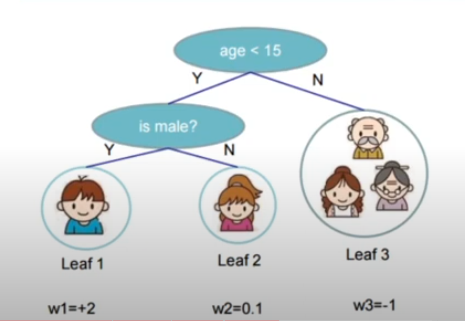 age < 15
Y
N
is male?
Y
N
Leaf 1
Leaf 2
Leaf 3
w1=+2
w2=0.1
w3=-1